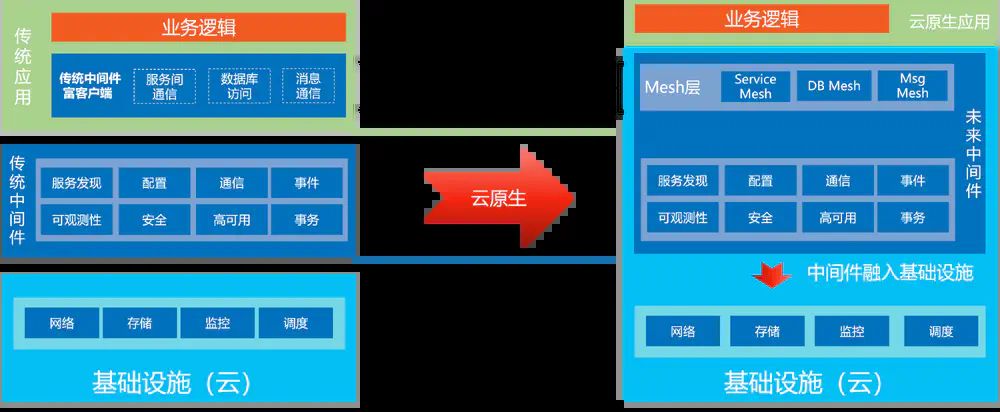 传统应用
业务逻辑
传统中间件
富客户端
服务间
通信
数据库
访问
消息
通信
传统中间件
服务发现
配置
通信
事件
可观测性
安全
高可用
事务
网络
存储
监控
调度
基础设施（云）
云原生
业务逻辑
云原生应用
Mesh层
Service
Mesh
DB Mesh
Msg
Mesh
未来中间件
服务发现
配置
通信
事件
可观测性
安全
高可用
事务
中间件融入基础设施
网络
存储
监控
调度
基础设施（云）